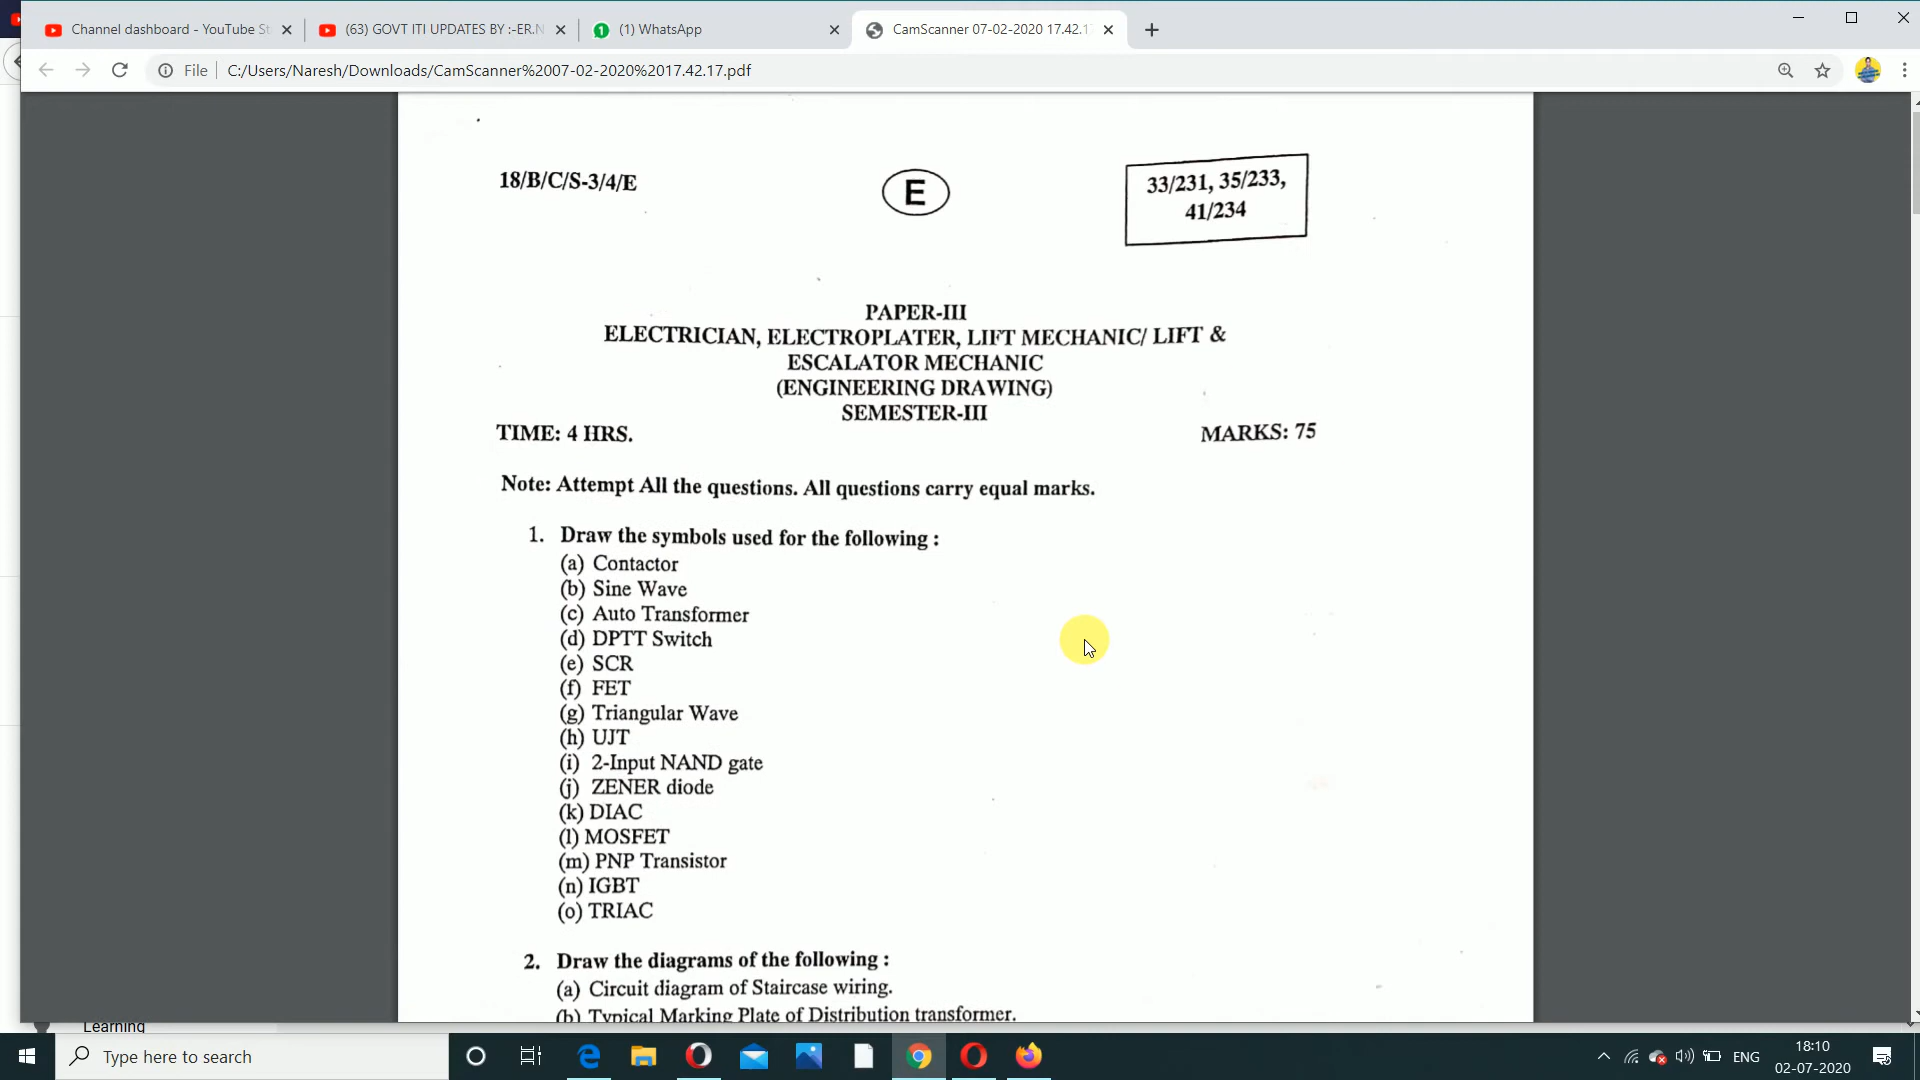 Channel dashboard - YouTube St
(63) GOVT ITI UPDATES BY :-ER.N
(1) WhatsApp
CamScanner 07-02-2020 17.42.1
File
C:/Users/Naresh/Downloads/CamScanner%2007-02-2020%2017.42.17.pdf
18/B/C/S-3/4/E
E
33/231, 35/233,
41/234
PAPER-III
ELECTRICIAN, ELECTROPLATER, LIFT MECHANIC/ LIFT &
ESCALATOR MECHANIC
(ENGINEERING DRAWING)
SEMESTER-III
TIME: 4 HRS.
MARKS: 75
Note: Attempt All the questions. All questions carry equal marks.
1. Draw the symbols used for the following :
(a) Contactor
(b) Sine Wave
(c) Auto Transformer
(d) DPTT Switch
(e) SCR
(f) FET
(g) Triangular Wave
(h) UJT
(i) 2-Input NAND gate
(j) ZENER diode
(k) DIAC
(l) MOSFET
(m) PNP Transistor
(n) IGBT
(o) TRIAC
2. Draw the diagrams of the following :
(a) Circuit diagram of Staircase wiring.
(b) Typical Marking Plate of Distribution transformer.
Learning
Type here to search
ENG
18:10
02-07-2020